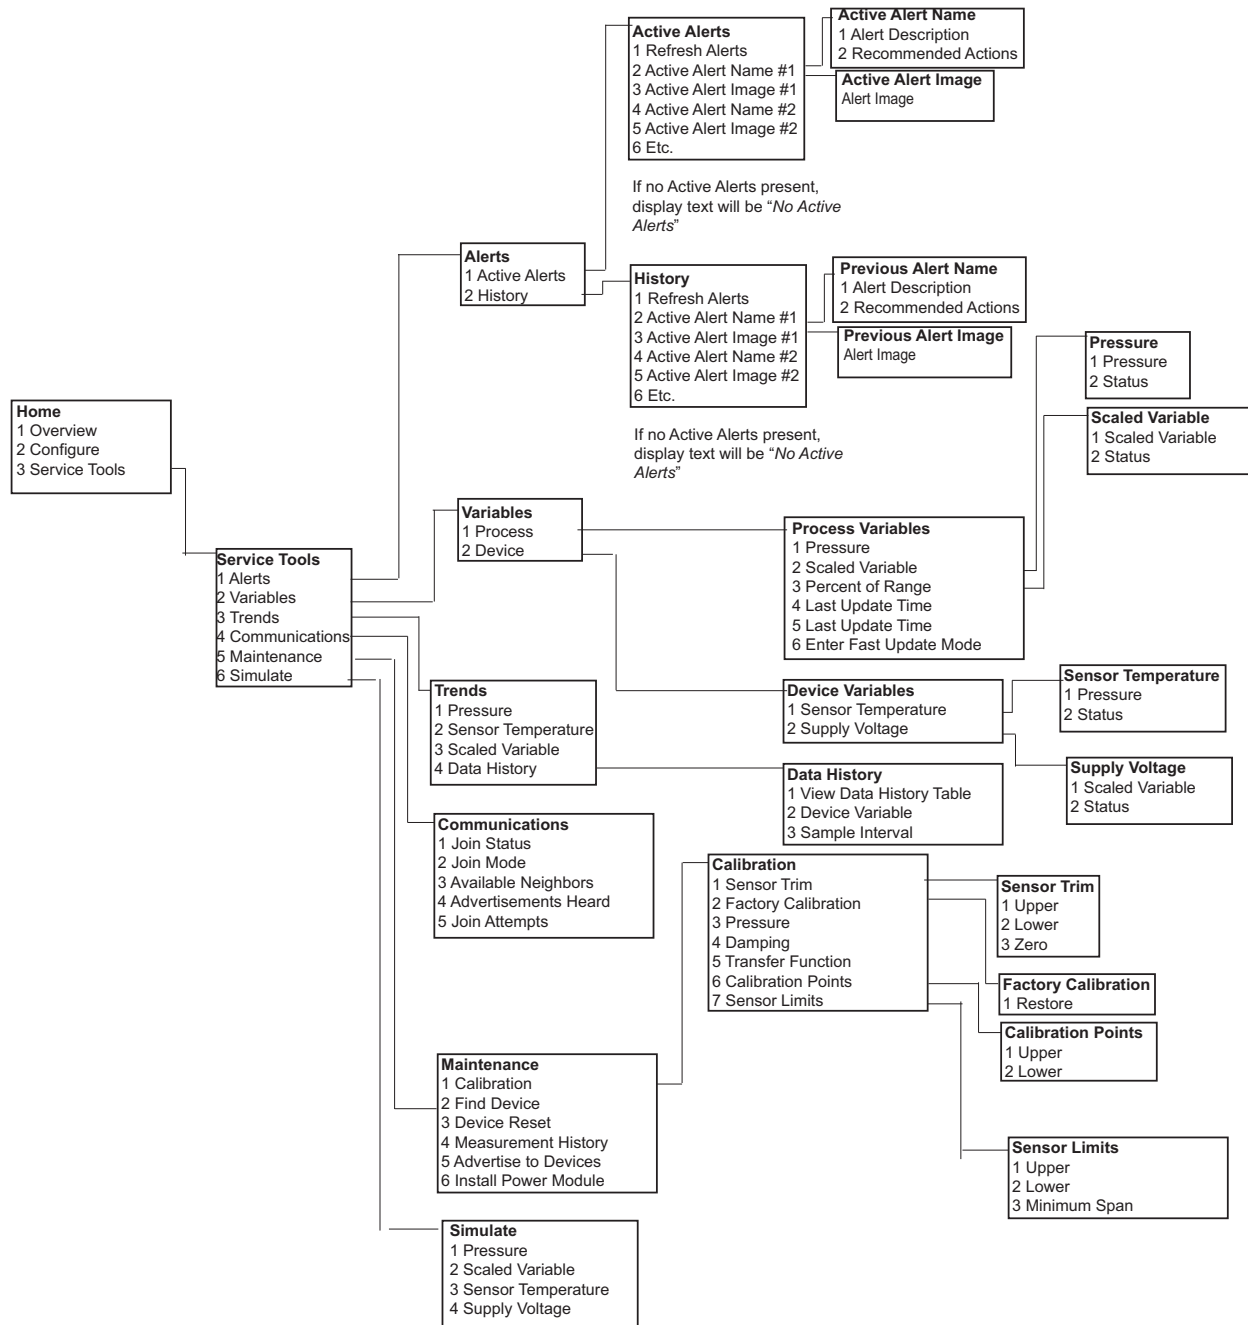 Active Alert Name
1 Alert Description
2 Recommended Actions
Active Alerts
1 Refresh Alerts
2 Active Alert Name #1
3 Active Alert Image #1
4 Active Alert Name #2
5 Active Alert Image #2
6 Etc.
Active Alert Image
Alert Image
If no Active Alerts present,
display text will be “No Active
Alerts”
Alerts
1 Active Alerts
2 History
History
1 Refresh Alerts
2 Active Alert Name #1
3 Active Alert Image #1
4 Active Alert Name #2
5 Active Alert Image #2
6 Etc.
Previous Alert Name
1 Alert Description
2 Recommended Actions
Previous Alert Image
Alert Image
If no Active Alerts present,
display text will be “No Active
Alerts”
Pressure
1 Pressure
2 Status
Scaled Variable
1 Scaled Variable
2 Status
Home
1 Overview
2 Configure
3 Service Tools
Variables
1 Process
2 Device
Process Variables
1 Pressure
2 Scaled Variable
3 Percent of Range
4 Last Update Time
5 Last Update Time
6 Enter Fast Update Mode
Service Tools
1 Alerts
2 Variables
3 Trends
4 Communications
5 Maintenance
6 Simulate
Trends
1 Pressure
2 Sensor Temperature
3 Scaled Variable
4 Data History
Device Variables
1 Sensor Temperature
2 Supply Voltage
Sensor Temperature
1 Pressure
2 Status
Supply Voltage
1 Scaled Variable
2 Status
Data History
1 View Data History Table
2 Device Variable
3 Sample Interval
Communications
1 Join Status
2 Join Mode
3 Available Neighbors
4 Advertisements Heard
5 Join Attempts
Calibration
1 Sensor Trim
2 Factory Calibration
3 Pressure
4 Damping
5 Transfer Function
6 Calibration Points
7 Sensor Limits
Sensor Trim
1 Upper
2 Lower
3 Zero
Factory Calibration
1 Restore
Calibration Points
1 Upper
2 Lower
Maintenance
1 Calibration
2 Find Device
3 Device Reset
4 Measurement History
5 Advertise to Devices
6 Install Power Module
Sensor Limits
1 Upper
2 Lower
3 Minimum Span
Simulate
1 Pressure
2 Scaled Variable
3 Sensor Temperature
4 Supply Voltage